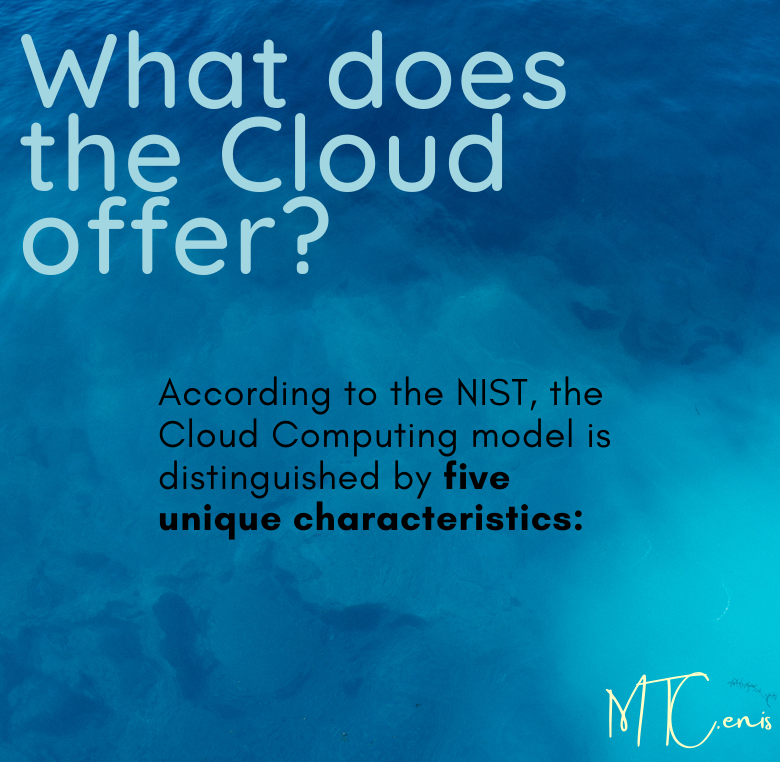 What does
the Cloud
offer?
According to the NIST, the
Cloud Computing model is
distinguished by five
unique characteristics:
MTC.enis